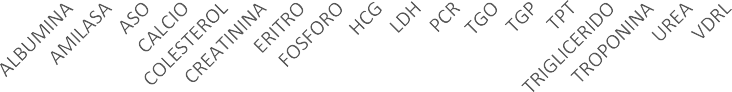 ALBUMINA
AMILASA
ASO
CALCIO
COLESTEROL
CREATININA
ERITRO
FOSFORO
HCG
LDH
PCR
TGO
TGP
TPT
TRIGLICERIDO
TROPONINA
UREA
VDRL